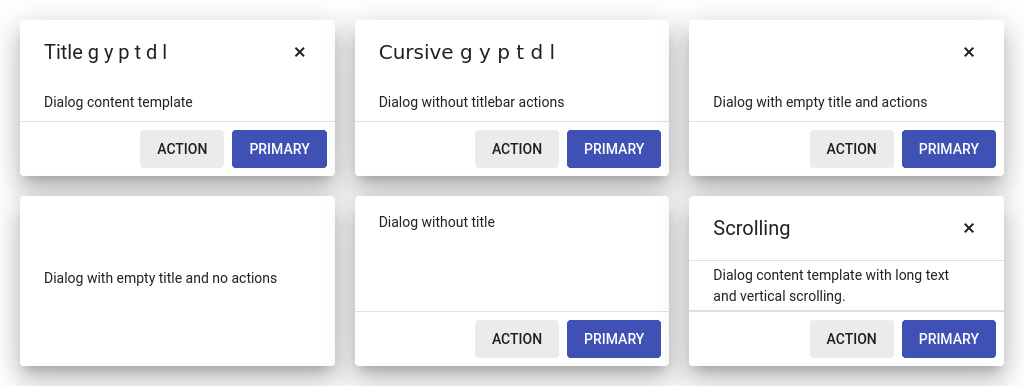 Title g y p t d l ✕
Dialog content template
ACTION PRIMARY
Cursive g y p t d l
Dialog without titlebar actions
ACTION PRIMARY
✕
Dialog with empty title and actions
ACTION PRIMARY
Dialog with empty title and no actions
Dialog without title
ACTION PRIMARY
Scrolling ✕
Dialog content template with long text
and vertical scrolling.
ACTION PRIMARY